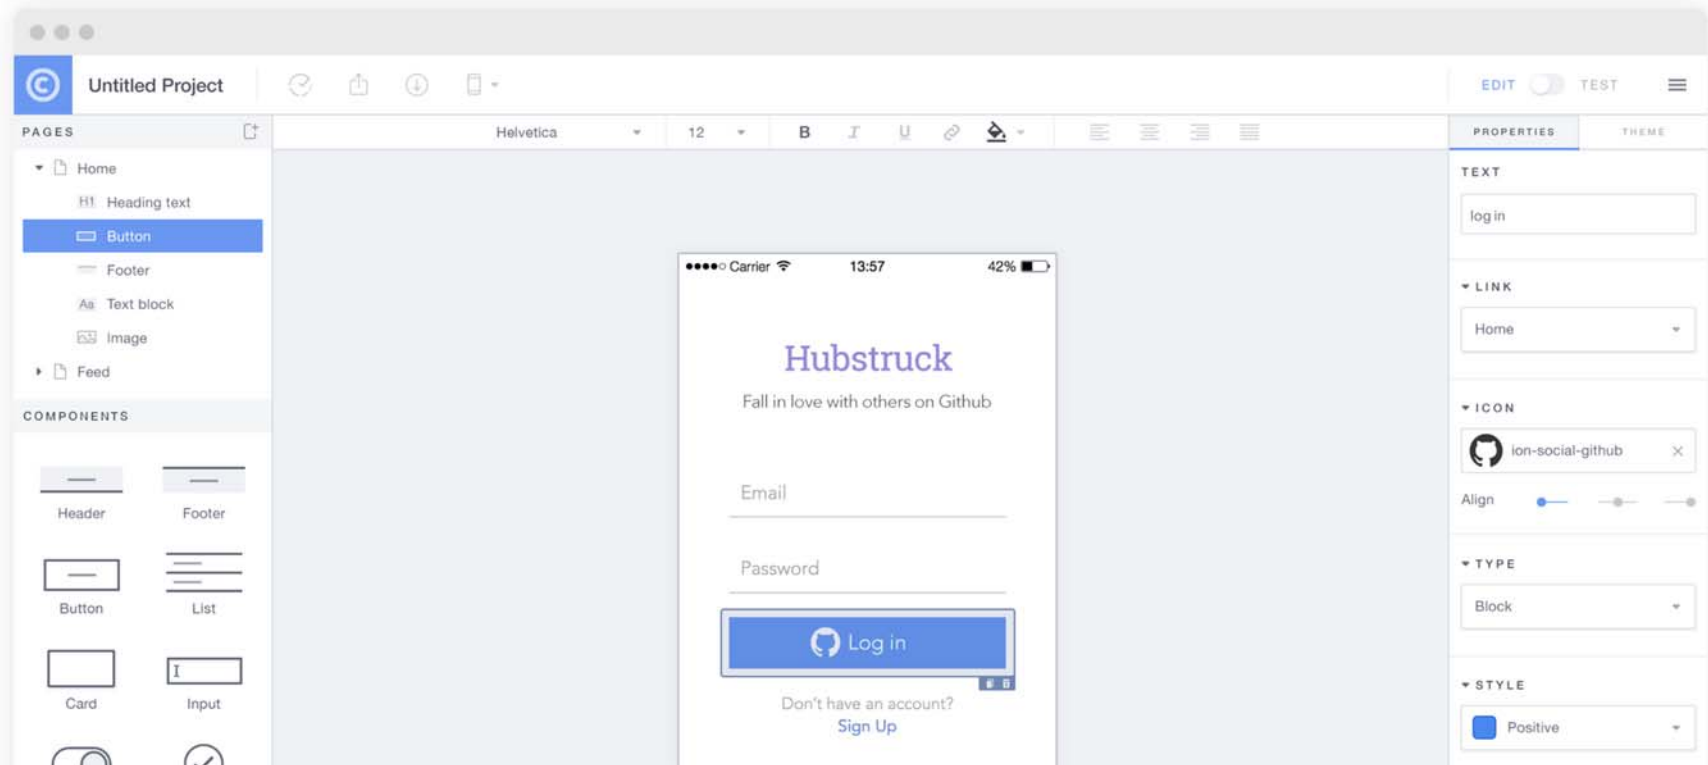 Untitled Project
EDIT
TEST
PAGES
Helvetica
12
B
I
U
PROPERTIES
THEME
Home
H1 Heading text
Button
Footer
Aa Text block
Image
Feed
COMPONENTS
Header
Footer
Button
List
Card
Input
Carrier 13:57 42%
Hubstruck
Fall in love with others on Github
Email
Password
Log in
Don't have an account?
Sign Up
TEXT
log in
LINK
Home
ICON
ion-social-github
Align
TYPE
Block
STYLE
Positive